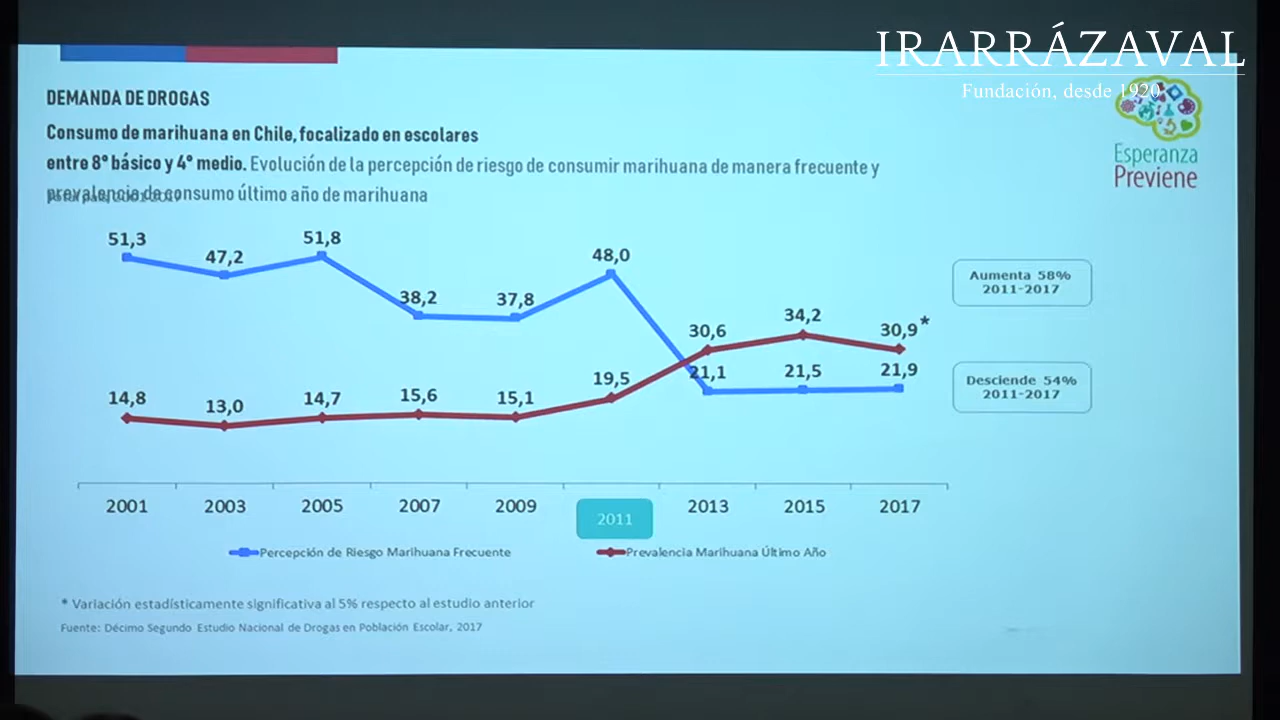 IRARRÁZAVAL
Fundación, desde 1920
DEMANDA DE DROGAS
Consumo de marihuana en Chile, focalizado en escolares
entre 8° básico y 4° medio. Evolución de la percepción de riesgo de consumir marihuana de manera frecuente y
prevalencia de consumo último año de marihuana
Esperanza
Previene
51,3
47,2
51,8
38,2
37,8
48,0
21,1
21,5
21,9
14,8
13,0
14,7
15,6
15,1
19,5
30,6
34,2
30,9*
Aumenta 58%
2011-2017
Desciende 54%
2011-2017
2001 2003 2005 2007 2009 2011 2013 2015 2017
Percepción de Riesgo Marihuana Frecuente
Prevalencia Marihuana Último Año
* Variación estadísticamente significativa al 5% respecto al estudio anterior
Fuente: Décimo Segundo Estudio Nacional de Drogas en Población Escolar, 2017